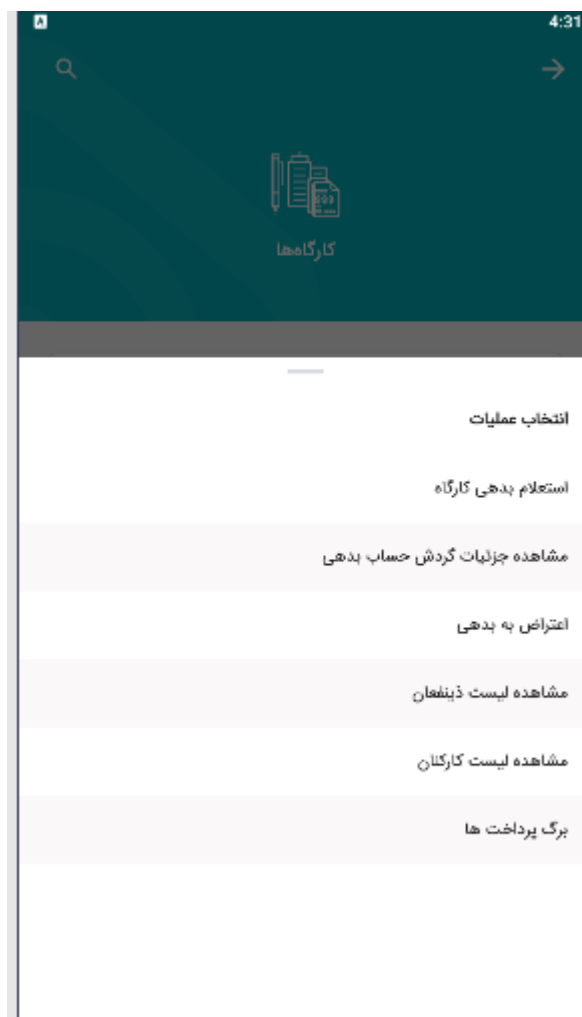 4:31
کارگاه‌ها
انتخاب عملیات
استعلام بدهی کارگاه
مشاهده جزئیات گردش حساب بدهی
اعتراض به بدهی
مشاهده لیست ذینفعان
مشاهده لیست کارکنان
برگ پرداخت ها